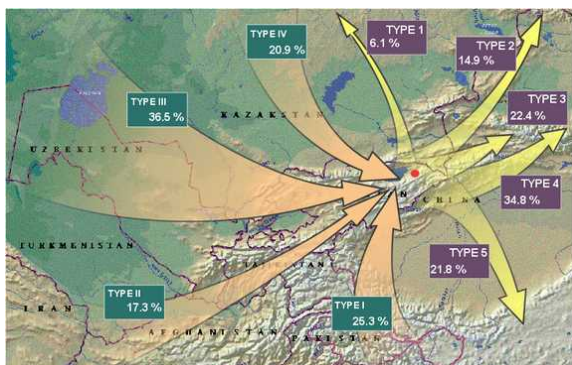 TYPE IV
20.9 %
TYPE 1
6.1 %
TYPE 2
14.9 %
TYPE III
36.5 %
TYPE 3
22.4 %
KAZAKHSTAN
UZBEKISTAN
TYPE 4
34.8 %
N
CHINA
TURKMENISTAN
TYPE 5
21.8 %
TYPE II
17.3 %
TYPE I
25.3 %
IRAN
AFGHANISTAN
PAKISTAN